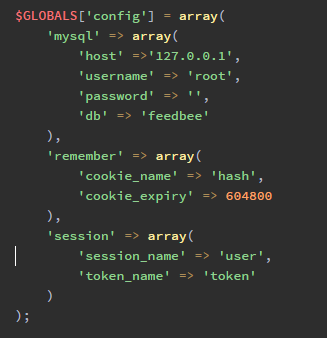 $GLOBALS['config'] = array(
    'mysql' => array(
        'host' =>'127.0.0.1',
        'username' => 'root',
        'password' => '',
        'db' => 'feedbee'
    ),
    'remember' => array(
        'cookie_name' => 'hash',
        'cookie_expiry' => 604800
    ),
    'session' => array(
        'session_name' => 'user',
        'token_name' => 'token'
    )
);